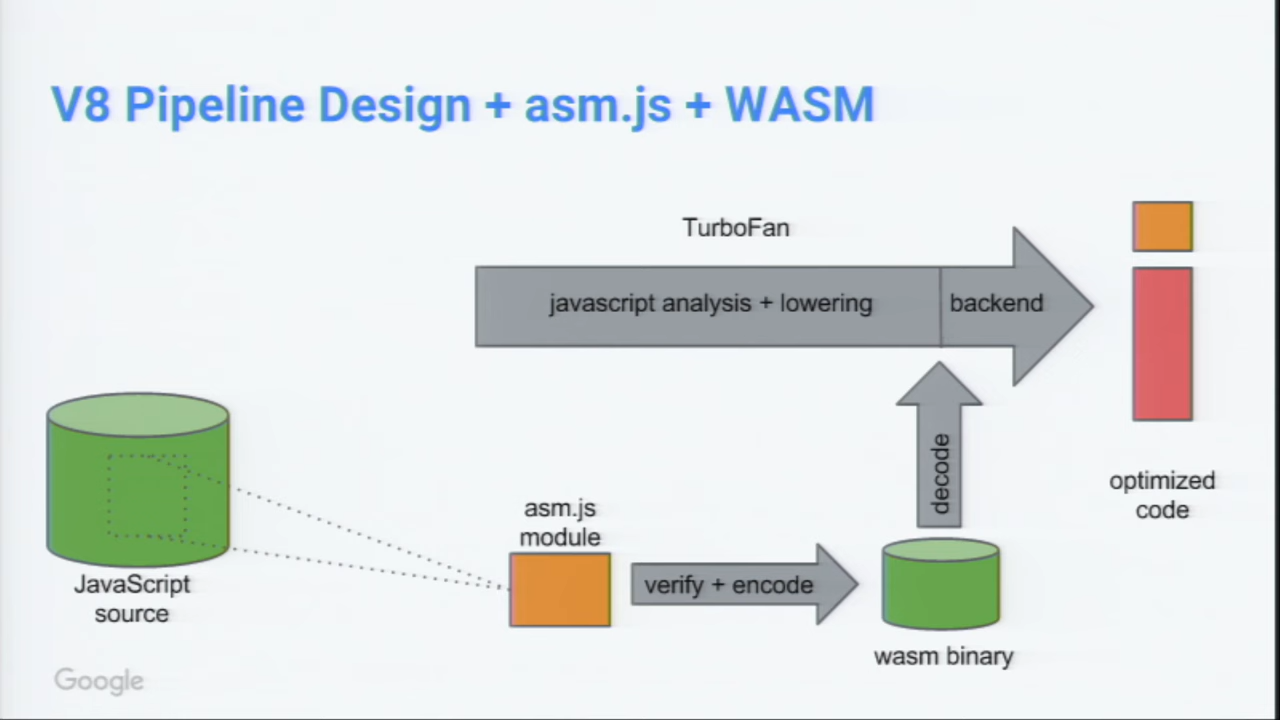 V8 Pipeline Design + asm.js + WASM
TurboFan
javascript analysis + lowering
backend
decode
asm.js
module
optimized
code
JavaScript
source
verify + encode
wasm binary
Google